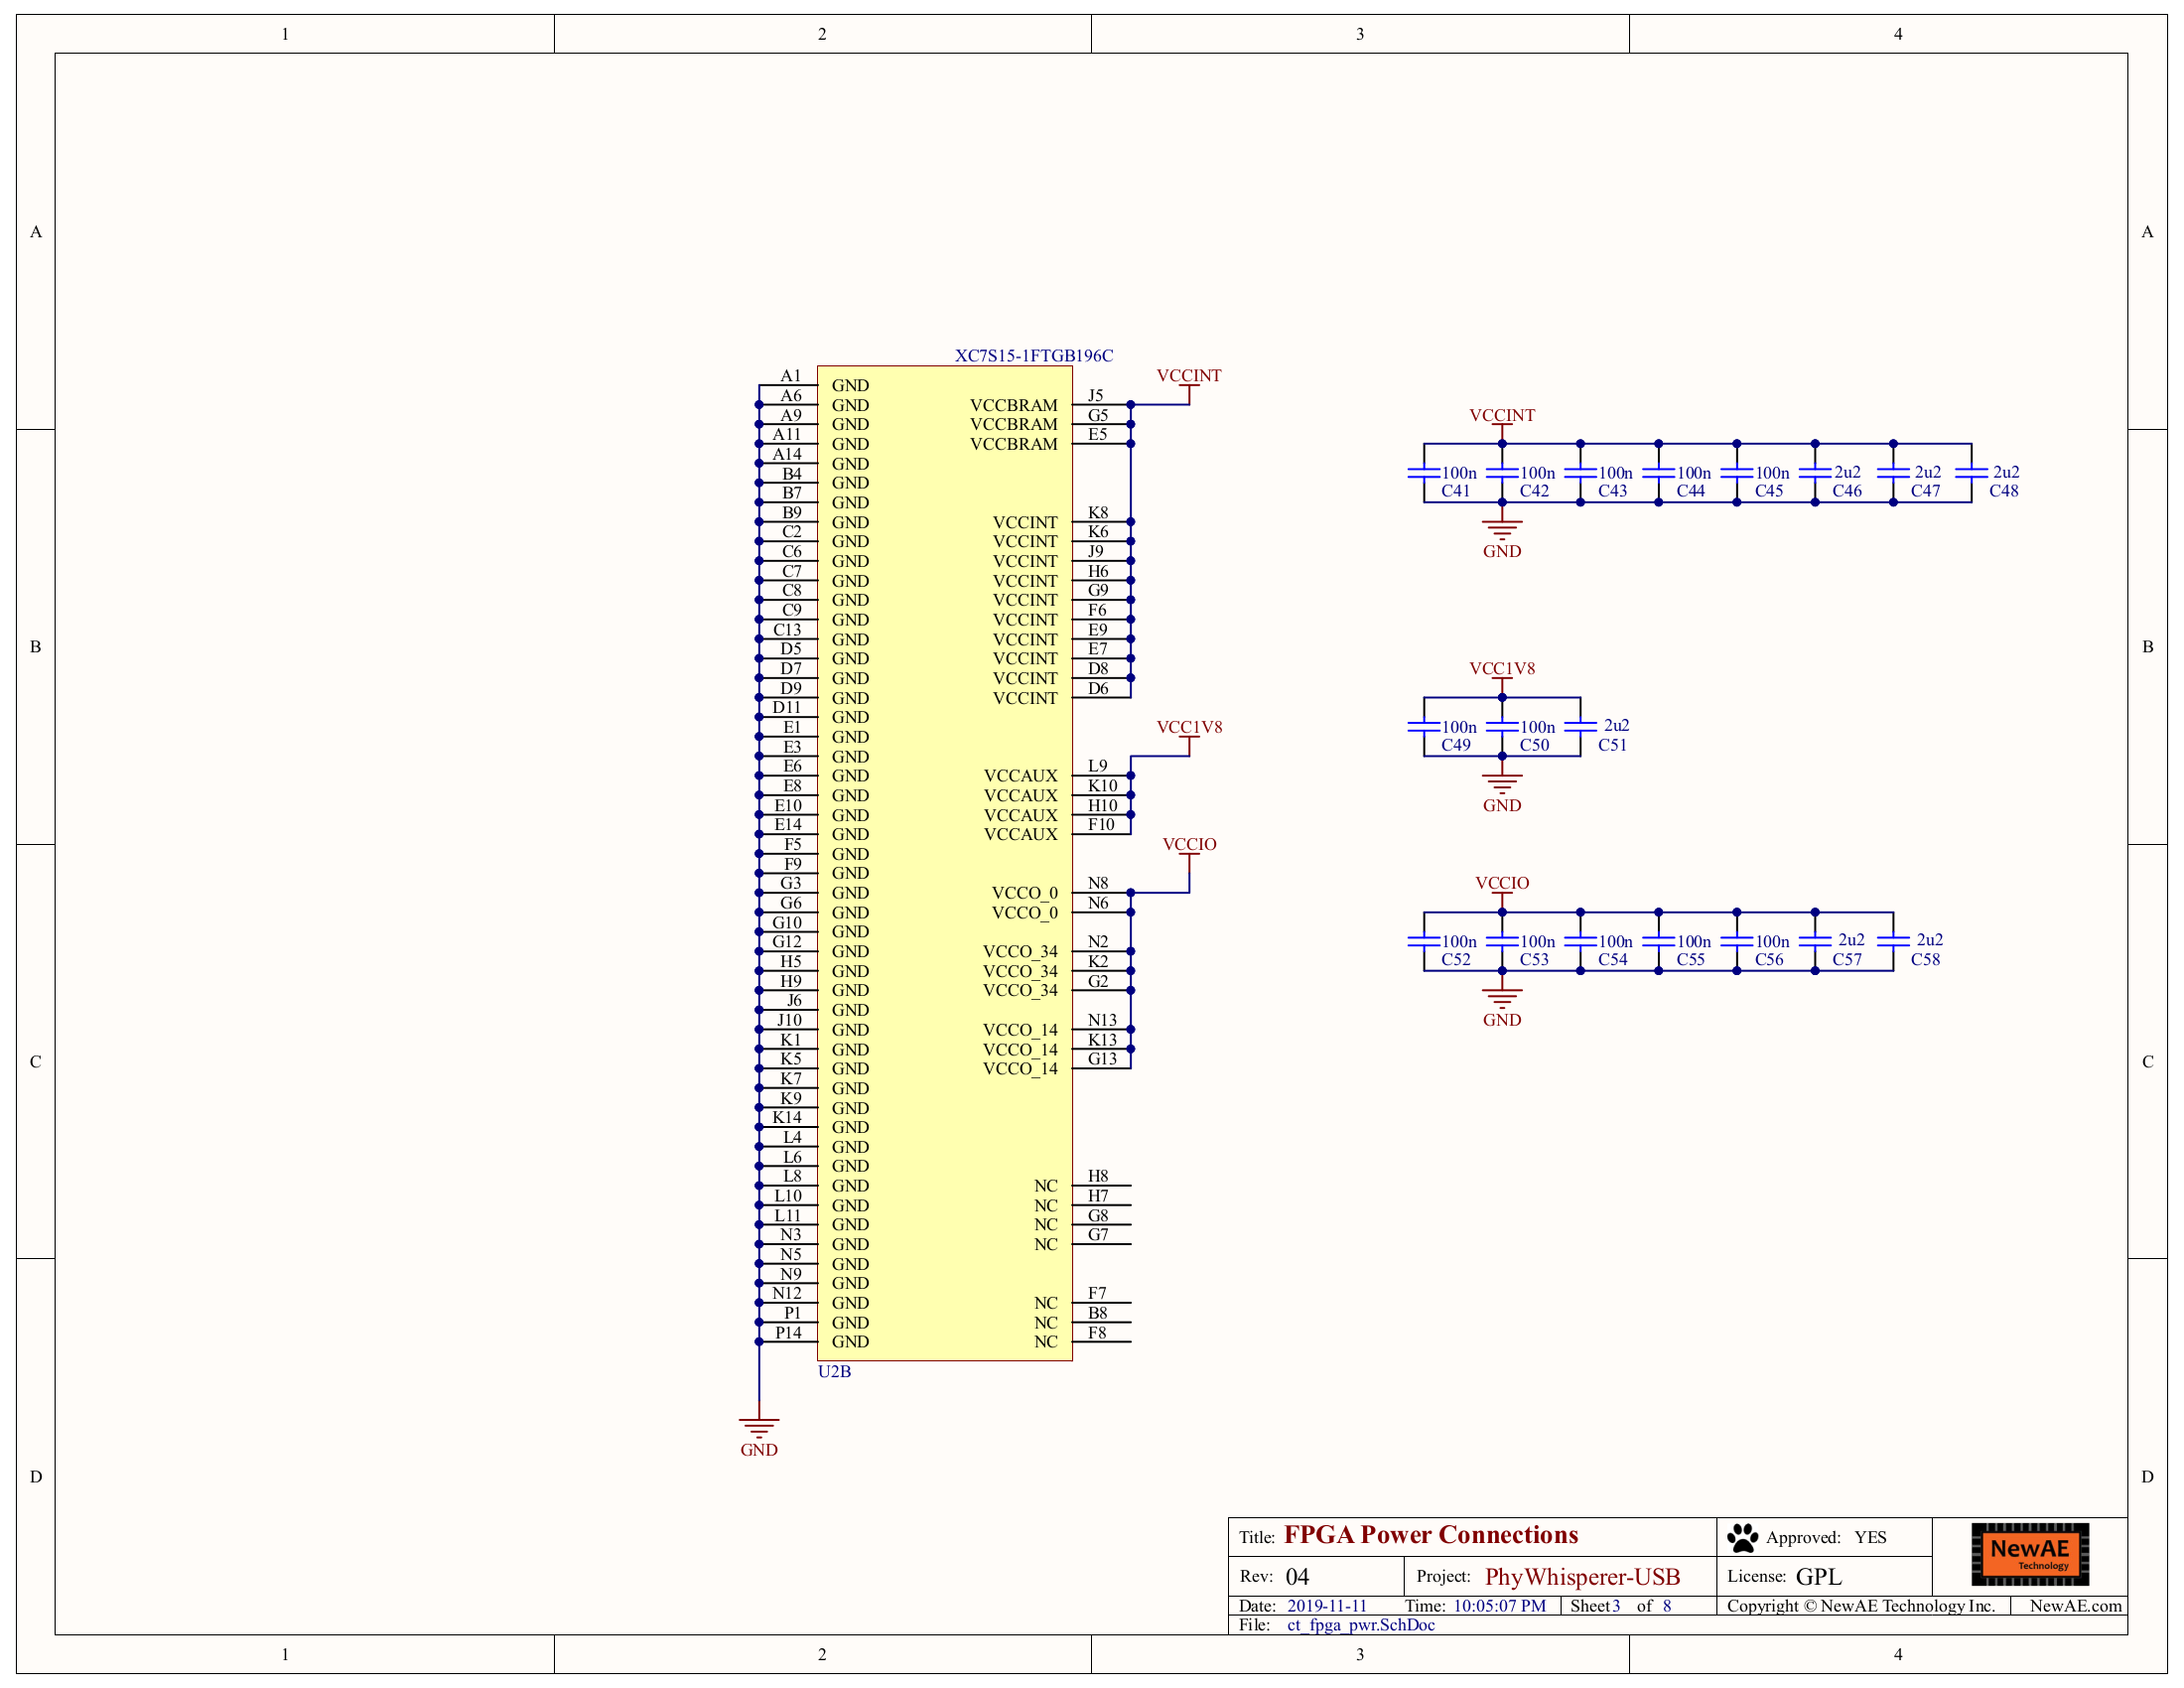 1 2 3 4
A A
XC7S15-1FTGB196C
A1 GND
A6 GND VCCBRAM J5 VCCINT
A9 GND VCCBRAM G5
A11 GND VCCBRAM E5
A14 GND
B4 GND
B7 GND
B9 GND VCCINT K8
C2 GND VCCINT K6
C6 GND VCCINT J9
C7 GND VCCINT H6
C8 GND VCCINT G9
C9 GND VCCINT F6
C13 GND VCCINT E9
D5 GND VCCINT E7
D7 GND VCCINT D8
D9 GND VCCINT D6
D11 GND
E1 GND VCC1V8
E3 GND
E6 GND VCCAUX L9
E8 GND VCCAUX K10
E10 GND VCCAUX H10
E14 GND VCCAUX F10
F5 GND VCCIO
F9 GND
G3 GND VCCO_0 N8
G6 GND VCCO_0 N6
G10 GND
G12 GND VCCO_34 N2
H5 GND VCCO_34 K2
H9 GND VCCO_34 G2
J6 GND
J10 GND VCCO_14 N13
K1 GND VCCO_14 K13
K5 GND VCCO_14 G13
K7 GND
K9 GND
K14 GND
L4 GND
L6 GND
L8 GND NC H8
L10 GND NC H7
L11 GND NC G8
N3 GND NC G7
N5 GND
N9 GND
N12 GND NC F7
P1 GND NC B8
P14 GND NC F8
U2B
GND
VCCINT
100n 100n 100n 100n 100n 2u2 2u2 2u2
C41 C42 C43 C44 C45 C46 C47 C48
GND
B B
VCC1V8
100n 100n 2u2
C49 C50 C51
GND
VCCIO
100n 100n 100n 100n 100n 2u2 2u2
C52 C53 C54 C55 C56 C57 C58
GND
C C
D D
Title: FPGA Power Connections Approved: YES
NewAE
Technology
Rev: 04 Project: PhyWhisperer-USB License: GPL
Date: 2019-11-11 Time: 10:05:07 PM Sheet 3 of 8 Copyright © NewAE Technology Inc. NewAE.com
File: ct_fpga_pwr.SchDoc
1 2 3 4